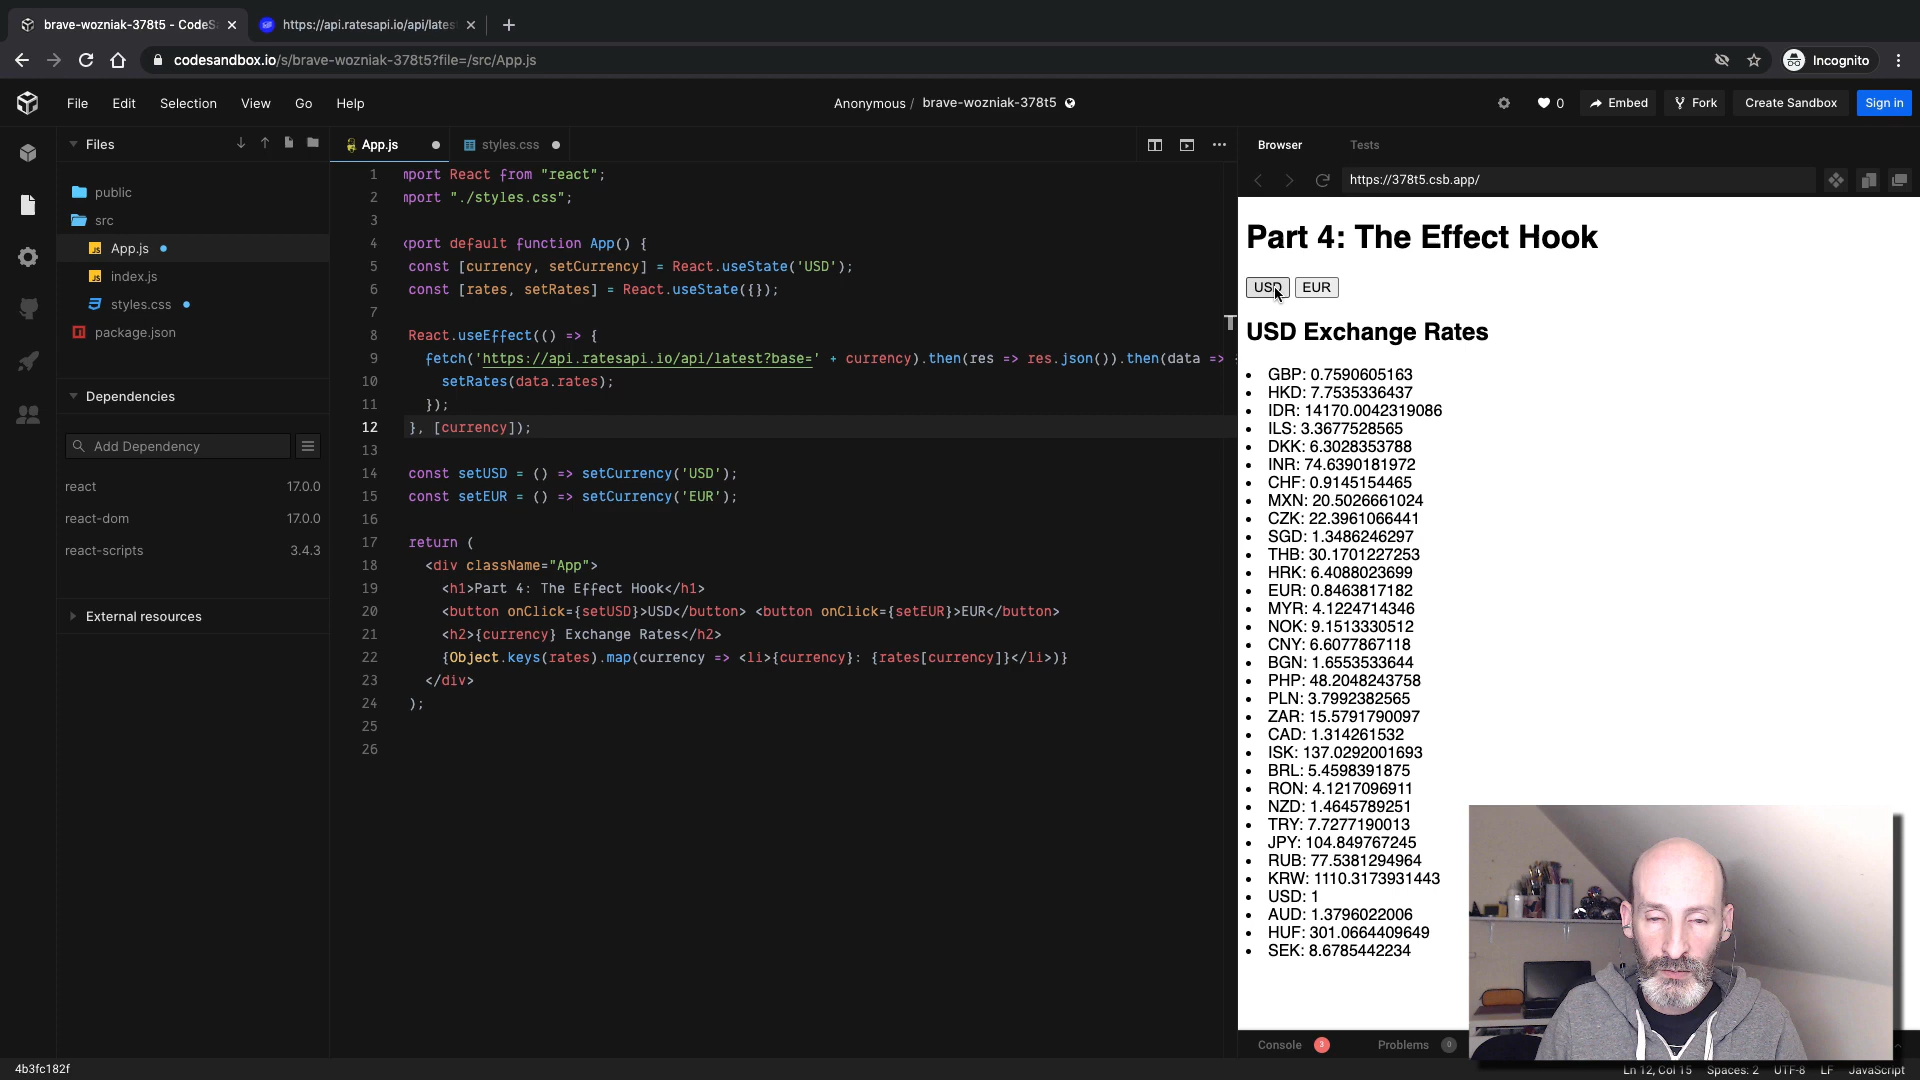 brave-wozniak-378t5 - CodeS
https://api.ratesapi.io/api/lates
codesandbox.io/s/brave-wozniak-378t5?file=/src/App.js
Incognito
File Edit Selection View Go Help
Anonymous / brave-wozniak-378t5
0
Embed
Fork
Create Sandbox
Sign in
Files
public
src
App.js
index.js
styles.css
package.json
Dependencies
Add Dependency
react 17.0.0
react-dom 17.0.0
react-scripts 3.4.3
External resources
App.js
styles.css
1 mport React from "react";
2 mport "./styles.css";
3
4 xport default function App() {
5 const [currency, setCurrency] = React.useState('USD');
6 const [rates, setRates] = React.useState({});
7
8 React.useEffect(() => {
9 fetch('https://api.ratesapi.io/api/latest?base=' + currency).then(res => res.json()).then(data =>
10 setRates(data.rates);
11 });
12 }, [currency]);
13
14 const setUSD = () => setCurrency('USD');
15 const setEUR = () => setCurrency('EUR');
16
17 return (
18 <div className="App">
19 <h1>Part 4: The Effect Hook</h1>
20 <button onClick={setUSD}>USD</button> <button onClick={setEUR}>EUR</button>
21 <h2>{currency} Exchange Rates</h2>
22 {Object.keys(rates).map(currency => <li>{currency}: {rates[currency]}</li>)}
23 </div>
24 );
25
26
Browser
Tests
https://378t5.csb.app/
Part 4: The Effect Hook
USD EUR
USD Exchange Rates
• GBP: 0.7590605163
• HKD: 7.7535336437
• IDR: 14170.0042319086
• ILS: 3.3677528565
• DKK: 6.3028353788
• INR: 74.6390181972
• CHF: 0.9145154465
• MXN: 20.5026661024
• CZK: 22.3961066441
• SGD: 1.3486246297
• THB: 30.1701227253
• HRK: 6.4088023699
• EUR: 0.8463817182
• MYR: 4.1224714346
• NOK: 9.1513330512
• CNY: 6.6077867118
• BGN: 1.6553533644
• PHP: 48.2048243758
• PLN: 3.7992382565
• ZAR: 15.5791790097
• CAD: 1.314261532
• ISK: 137.0292001693
• BRL: 5.4598391875
• RON: 4.1217096911
• NZD: 1.4645789251
• TRY: 7.7277190013
• JPY: 104.849767245
• RUB: 77.5381294964
• KRW: 1110.3173931443
• USD: 1
• AUD: 1.3796022006
• HUF: 301.0664409649
• SEK: 8.6785442234
Console 3
Problems 0
4b3fc182f
Ln 12, Col 15 Spaces: 2 UTF-8 LF JavaScript